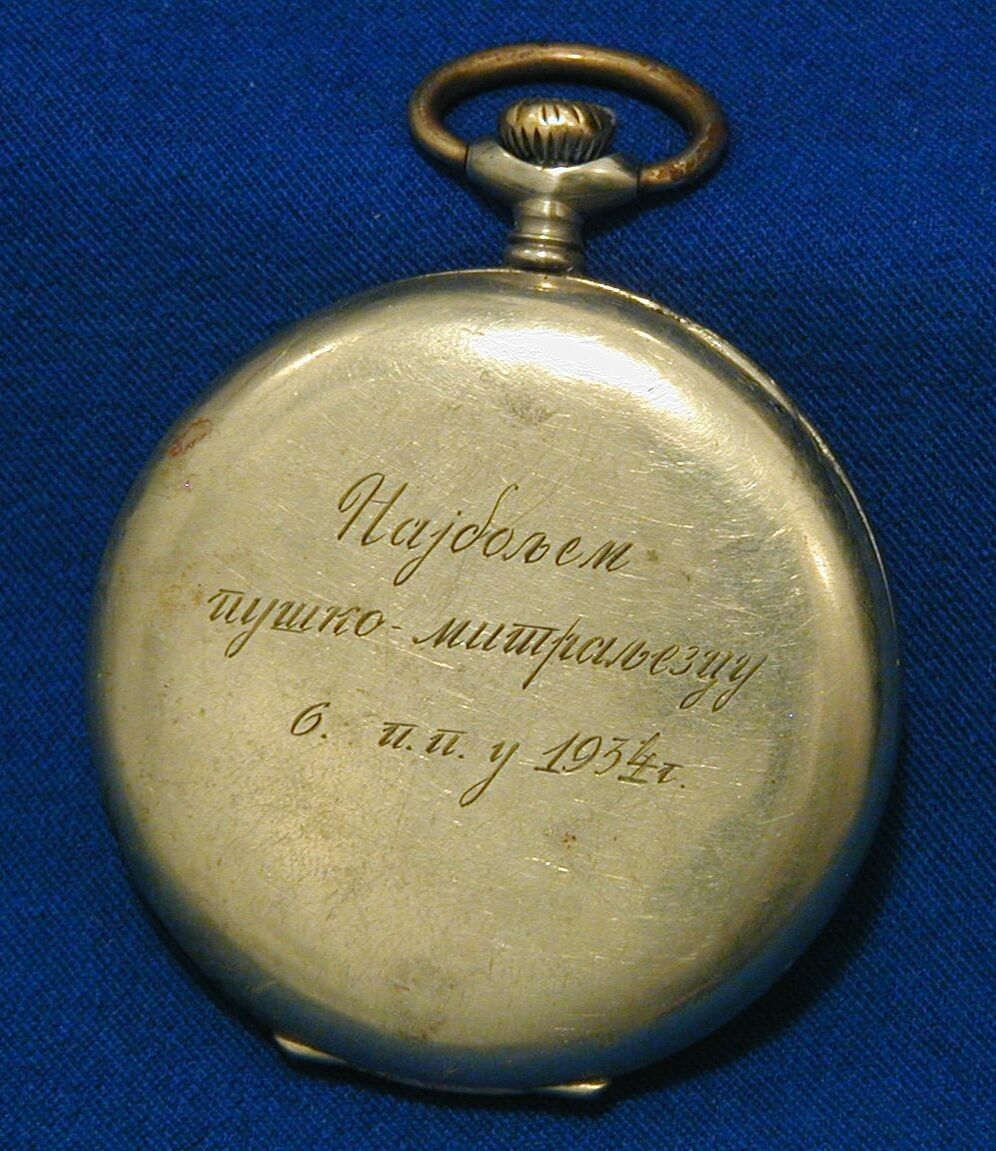 Најбољем
пушко-митраљезцу
6. п.п. у 1934г.